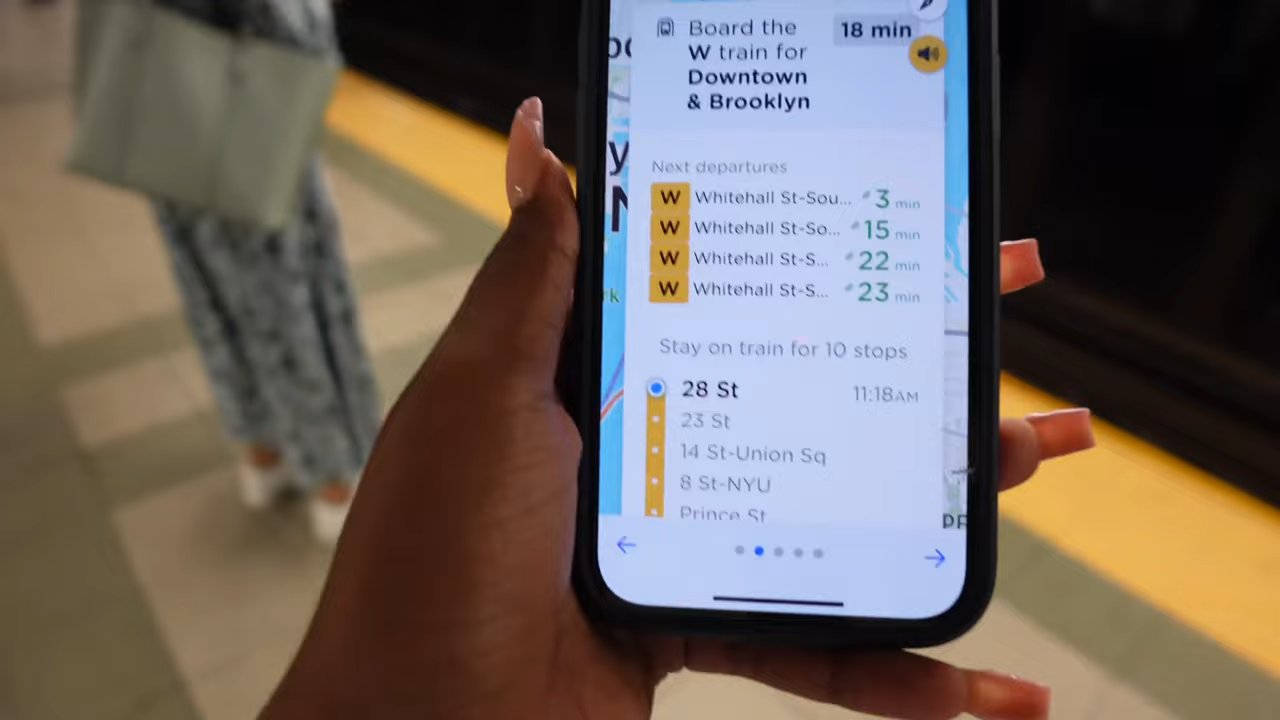 Board the
18 min
W train for
Downtown
& Brooklyn
Next departures
W Whitehall St-Sou... 3 min
W Whitehall St-So... 15 min
W Whitehall St-S... 22 min
W Whitehall St-S... 23 min
Stay on train for 10 stops
28 St 11:18AM
23 St
14 St-Union Sq
8 St-NYU
Prince St